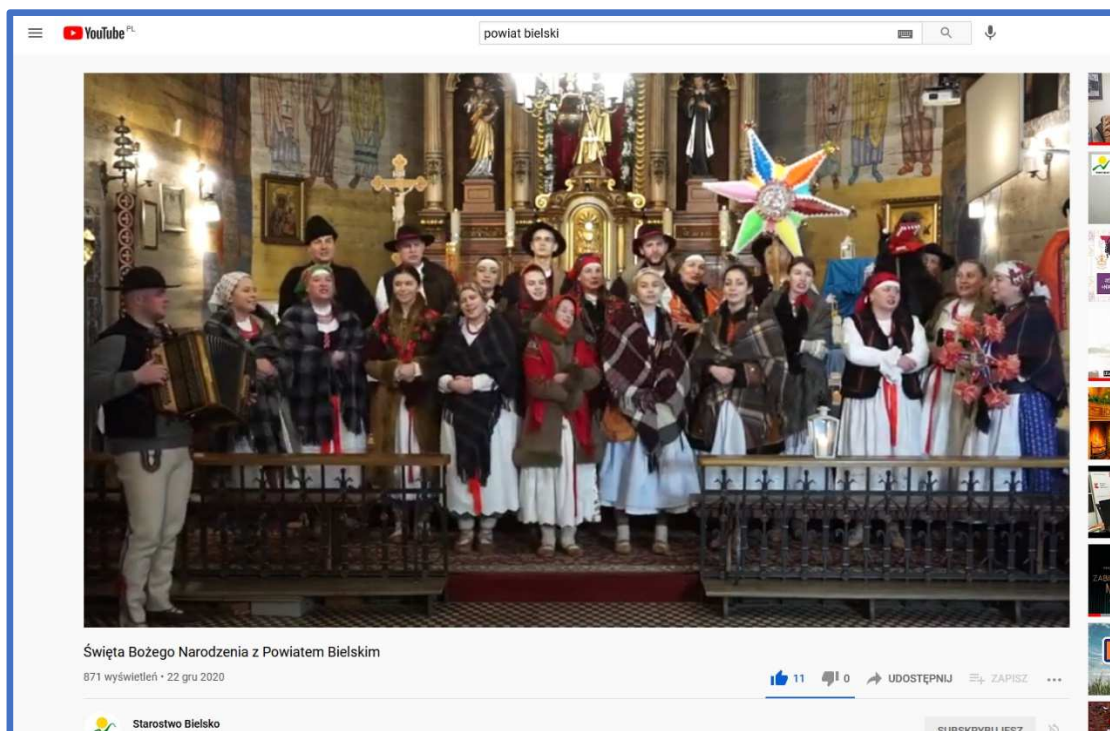 YouTube PL
powiat bielski
Święta Bożego Narodzenia z Powiatem Bielskim
871 wyświetleń • 22 gru 2020
11 0 UDOSTĘPNIJ ZAPISZ
Starostwo Bielsko
SUBSKRYBUJESZ